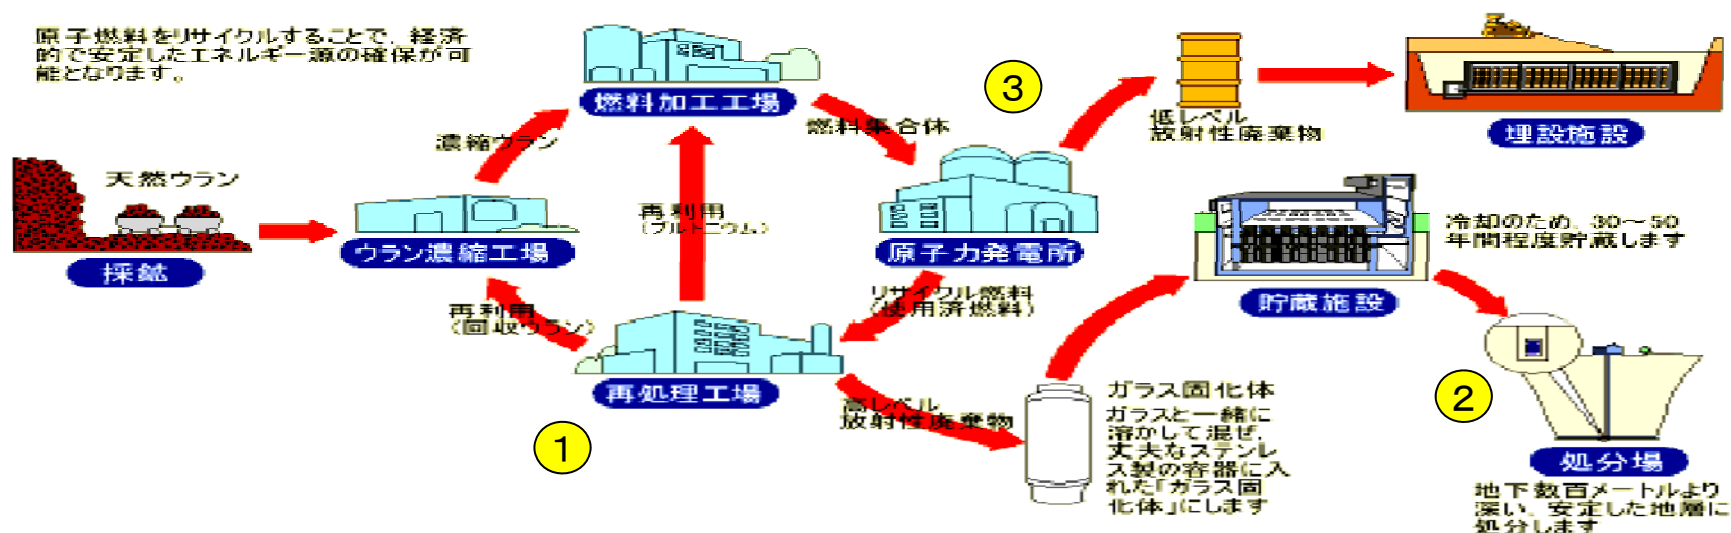 原子燃料をリサイクルすることで、経済
的で安定したエネルギー源の確保が可
能となります。
燃料加工工場
濃縮ウラン
燃料集合体
③
低レベル
放射性廃棄物
埋設施設
天然ウラン
採鉱
ウラン濃縮工場
再利用
(プルトニウム)
原子力発電所
冷却のため、30～50
年間程度貯蔵します
貯蔵施設
再利用
(回収ウラン)
リサイクル燃料
(使用済燃料)
再処理工場
①
高レベル
放射性廃棄物
ガラス固化体
ガラスと一緒に
溶かして混ぜ、
丈夫なステンレ
ス製の容器に入
れた「ガラス固
化体」にします
②
処分場
地下数百メートルより
深い、安定した地層に
処分します